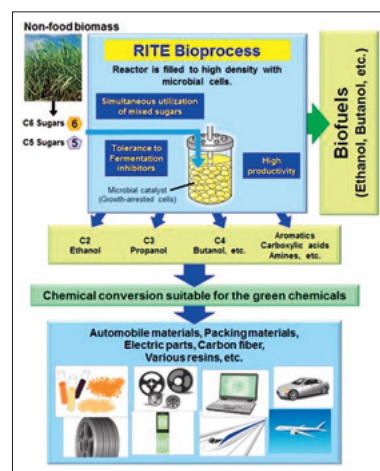 Non-food biomass
RITE Bioprocess
Reactor is filled to high density with
microbial cells.
Simultaneous utilization
of mixed sugars
C6 Sugars 6
C5 Sugars 5
Tolerance to
Fermentation
inhibitors
High
productivity
Microbial catalyst
(Growth-arrested cells)
Biofuels
(Ethanol, Butanol, etc.)
C2
Ethanol
C3
Propanol
C4
Butanol, etc.
Aromatics
Carboxylic acids
Amines, etc.
Chemical conversion suitable for the green chemicals
Automobile materials, Packing materials,
Electric parts, Carbon fiber,
Various resins, etc.